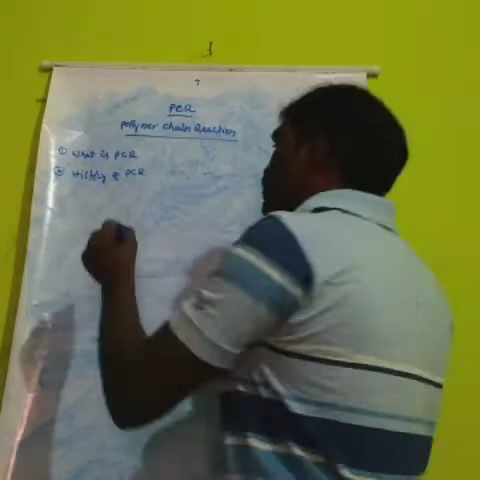 PCR
Polymer Chain Reaction
① What is PCR
② History of PCR